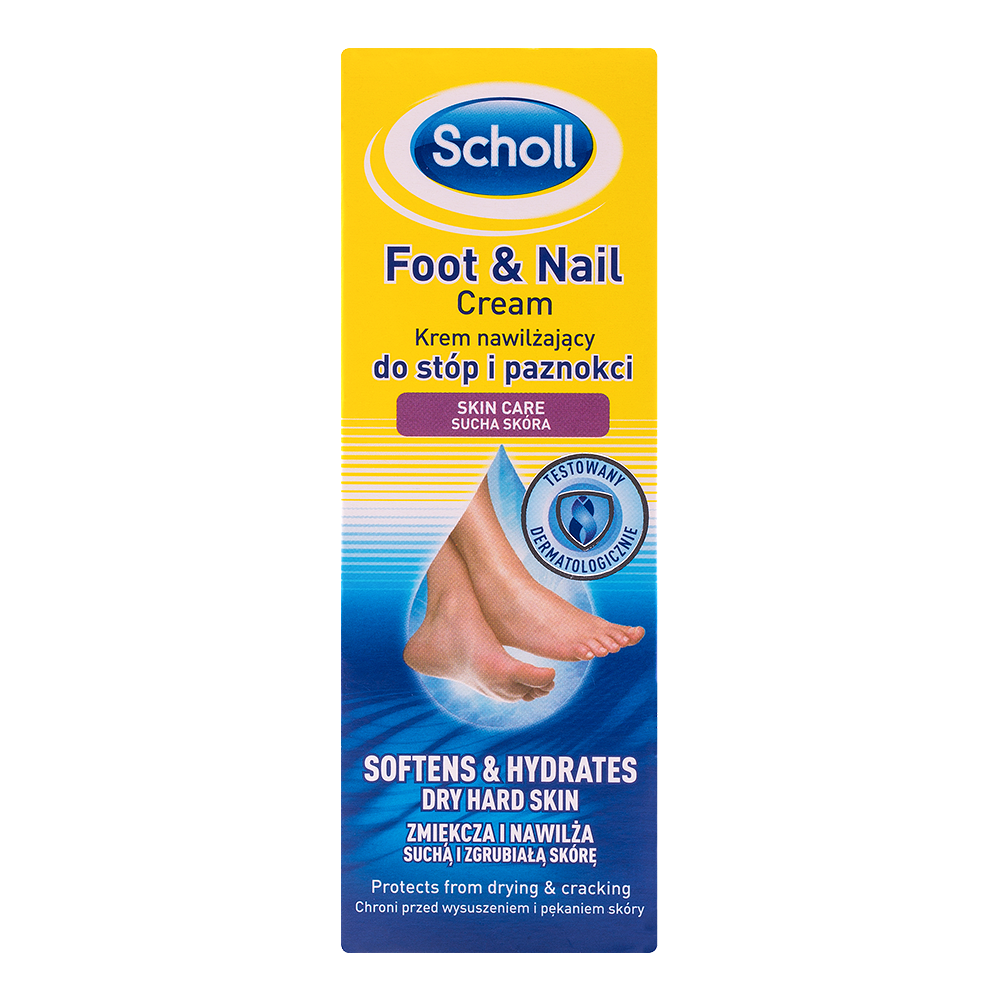 Scholl
Foot & Nail
Cream
Krem nawilżający
do stóp i paznokci
SKIN CARE
SUCHA SKÓRA
TESTOWANY
DERMATOLOGICZNIE
SOFTENS & HYDRATES
DRY HARD SKIN
ZMIĘKCZA I NAWILŻA
SUCHĄ I ZGRUBIAŁĄ SKÓRĘ
Protects from drying & cracking
Chroni przed wysuszeniem i pękaniem skóry